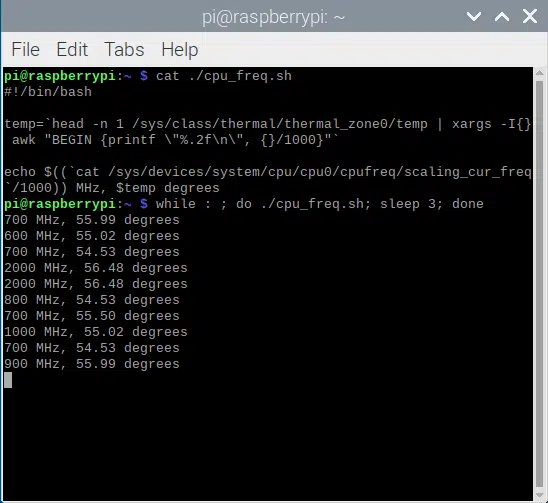 pi@raspberrypi: ~
File Edit Tabs Help
pi@raspberrypi:~ $ cat ./cpu_freq.sh
#!/bin/bash
temp=`head -n 1 /sys/class/thermal/thermal_zone0/temp | xargs -I{}
 awk "BEGIN {printf \"%.2f\n\", {}/1000}"`
echo $((`cat /sys/devices/system/cpu/cpu0/cpufreq/scaling_cur_freq
`/1000)) MHz, $temp degrees
pi@raspberrypi:~ $ while : ; do ./cpu_freq.sh; sleep 3; done
700 MHz, 55.99 degrees
600 MHz, 55.02 degrees
700 MHz, 54.53 degrees
2000 MHz, 56.48 degrees
2000 MHz, 56.48 degrees
800 MHz, 54.53 degrees
700 MHz, 55.50 degrees
1000 MHz, 55.02 degrees
700 MHz, 54.53 degrees
900 MHz, 55.99 degrees